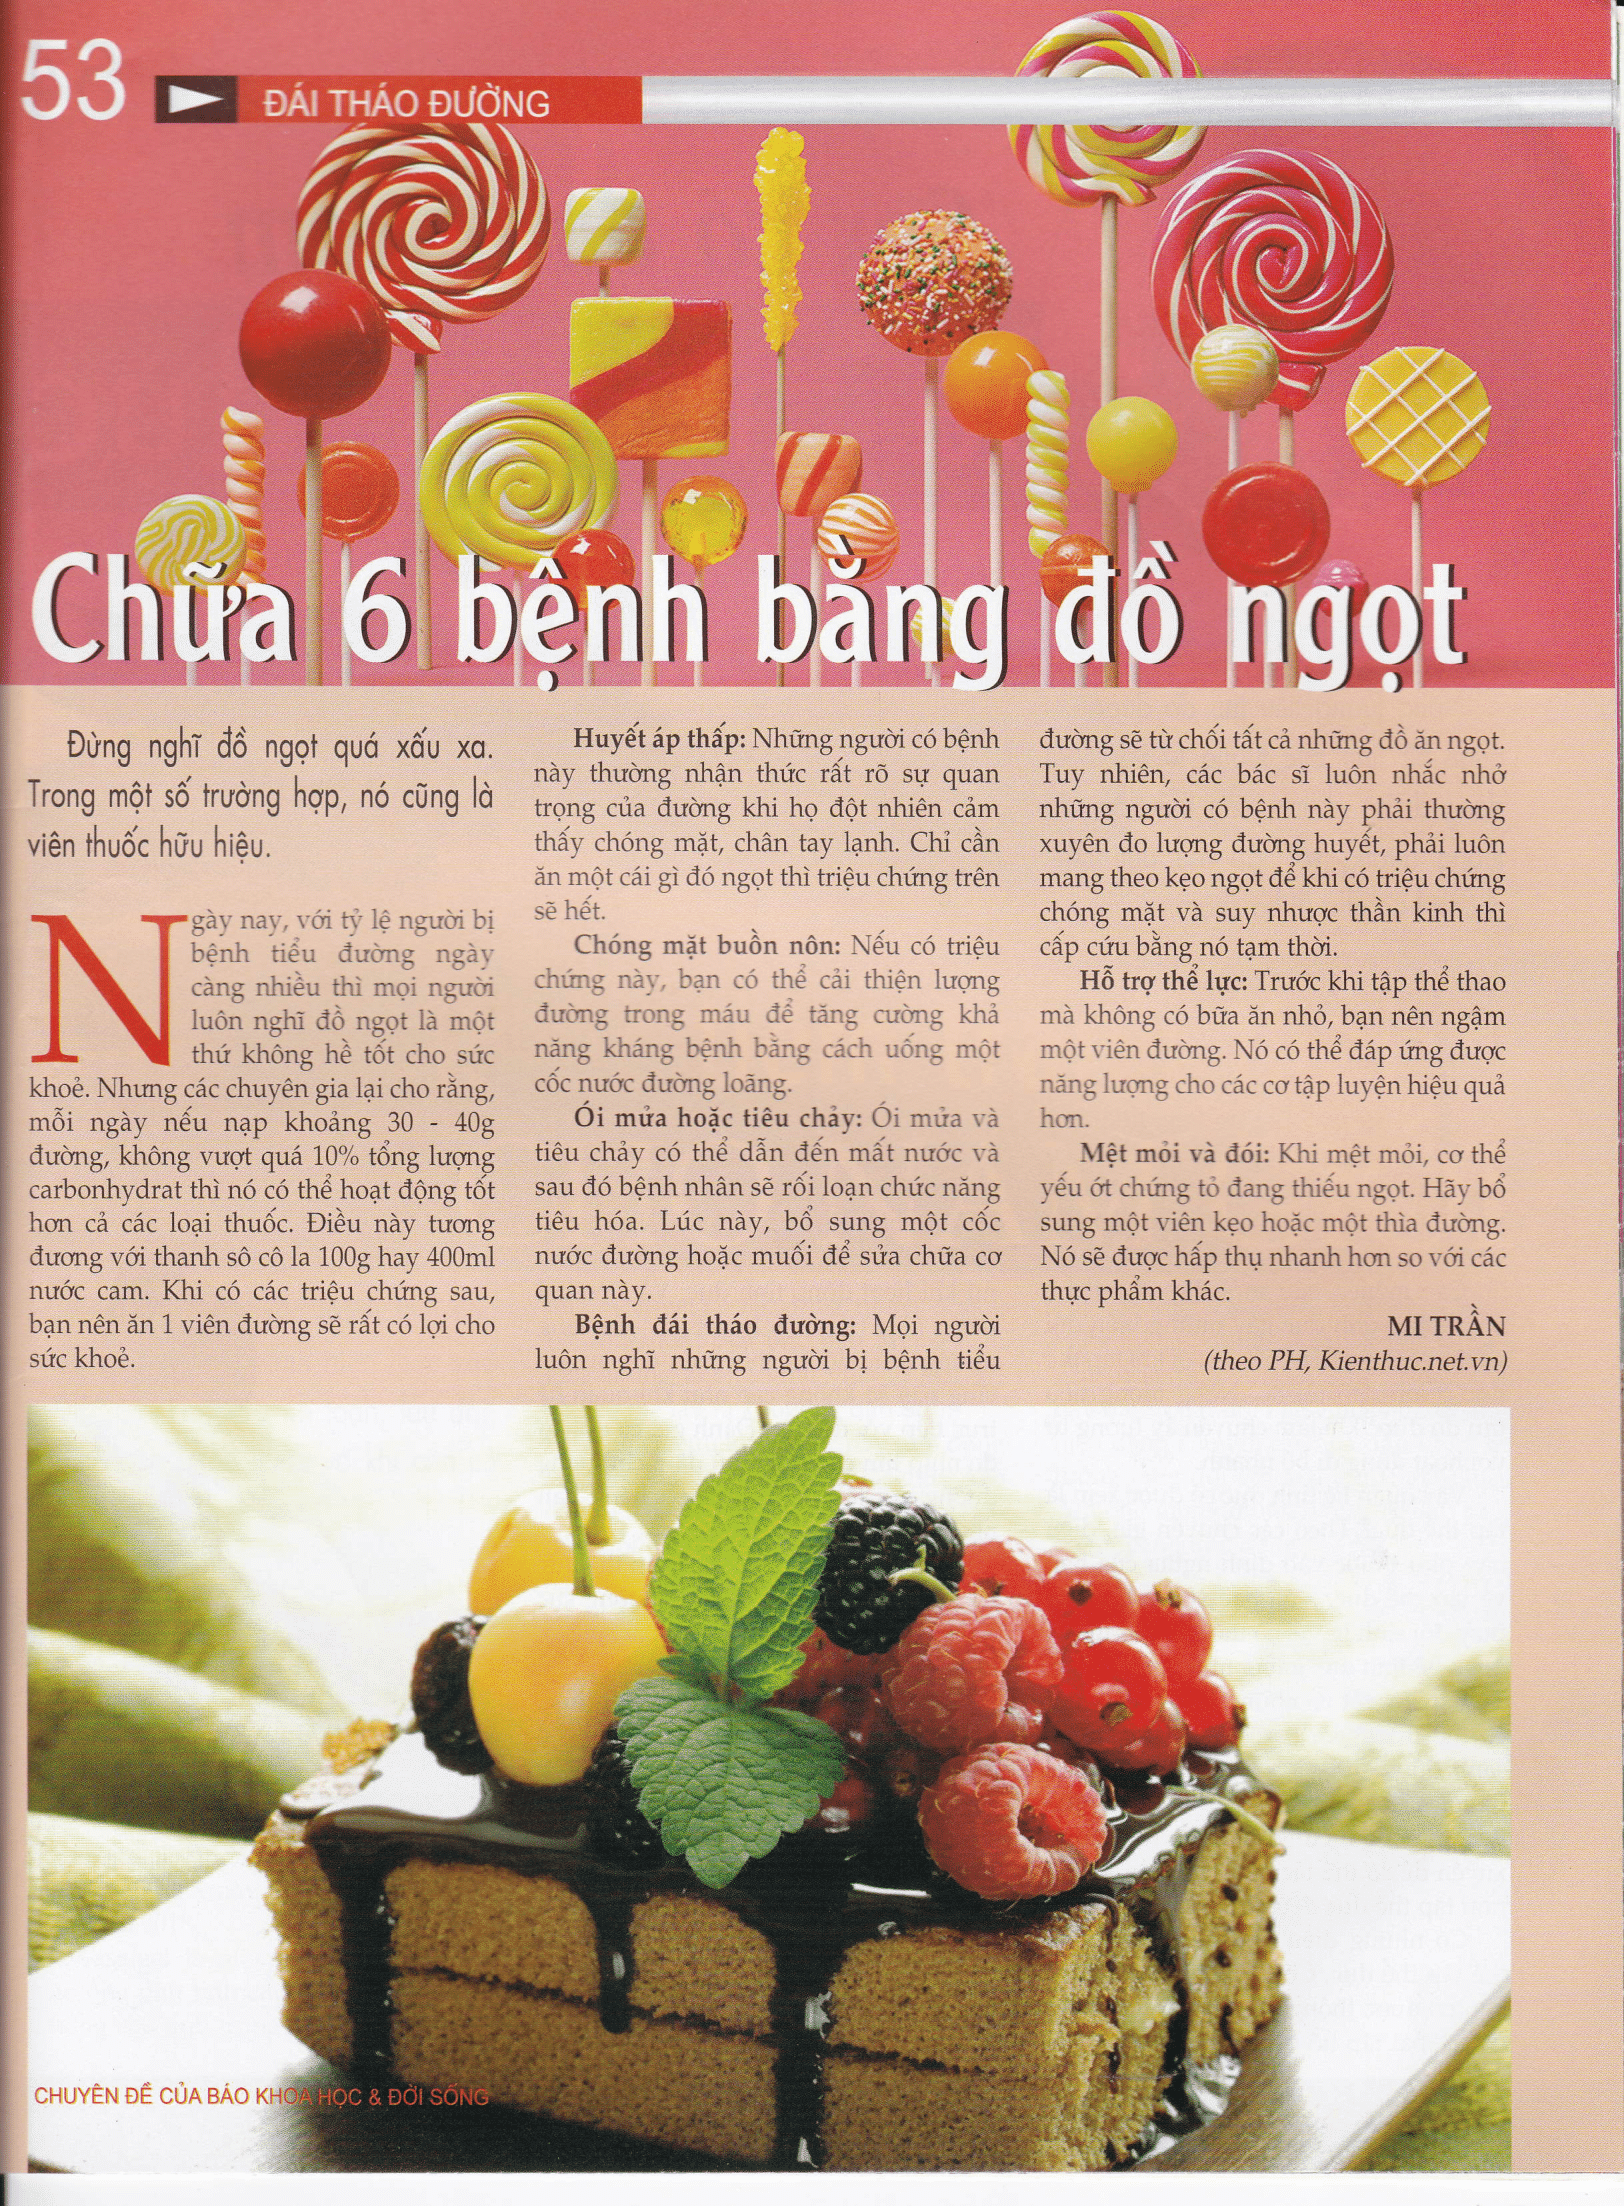 53
ĐÁI THÁO ĐƯỜNG
Chữa 6 bệnh bằng đồ ngọt
Đừng nghĩ đồ ngọt quá xấu xa.
Trong một số trường hợp, nó cũng là
viên thuốc hữu hiệu.
Ngày nay, với tỷ lệ người bị
bệnh tiểu đường ngày
càng nhiều thì mọi người
luôn nghĩ đồ ngọt là một
thứ không hề tốt cho sức
khoẻ. Nhưng các chuyên gia lại cho rằng,
mỗi ngày nếu nạp khoảng 30 - 40g
đường, không vượt quá 10% tổng lượng
carbonhydrat thì nó có thể hoạt động tốt
hơn cả các loại thuốc. Điều này tương
đương với thanh sô cô la 100g hay 400ml
nước cam. Khi có các triệu chứng sau,
bạn nên ăn 1 viên đường sẽ rất có lợi cho
sức khoẻ.
Huyết áp thấp: Những người có bệnh
này thường nhận thức rất rõ sự quan
trọng của đường khi họ đột nhiên cảm
thấy chóng mặt, chân tay lạnh. Chỉ cần
ăn một cái gì đó ngọt thì triệu chứng trên
sẽ hết.
Chóng mặt buồn nôn: Nếu có triệu
chứng này, bạn có thể cải thiện lượng
đường trong máu để tăng cường khả
năng kháng bệnh bằng cách uống một
cốc nước đường loãng.
Ói mửa hoặc tiêu chảy: Ói mửa và
tiêu chảy có thể dẫn đến mất nước và
sau đó bệnh nhân sẽ rối loạn chức năng
tiêu hóa. Lúc này, bổ sung một cốc
nước đường hoặc muối để sửa chữa cơ
quan này.
Bệnh đái tháo đường: Mọi người
luôn nghĩ những người bị bệnh tiểu
đường sẽ từ chối tất cả những đồ ăn ngọt.
Tuy nhiên, các bác sĩ luôn nhắc nhở
những người có bệnh này phải thường
xuyên đo lượng đường huyết, phải luôn
mang theo kẹo ngọt để khi có triệu chứng
chóng mặt và suy nhược thần kinh thì
cấp cứu bằng nó tạm thời.
Hỗ trợ thể lực: Trước khi tập thể thao
mà không có bữa ăn nhỏ, bạn nên ngậm
một viên đường. Nó có thể đáp ứng được
năng lượng cho các cơ tập luyện hiệu quả
hơn.
Mệt mỏi và đói: Khi mệt mỏi, cơ thể
yếu ớt chứng tỏ đang thiếu ngọt. Hãy bổ
sung một viên kẹo hoặc một thìa đường.
Nó sẽ được hấp thụ nhanh hơn so với các
thực phẩm khác.
MI TRẦN
(theo PH, Kienthuc.net.vn)
CHUYÊN ĐỀ CỦA BÁO KHOA HỌC & ĐỜI SỐNG